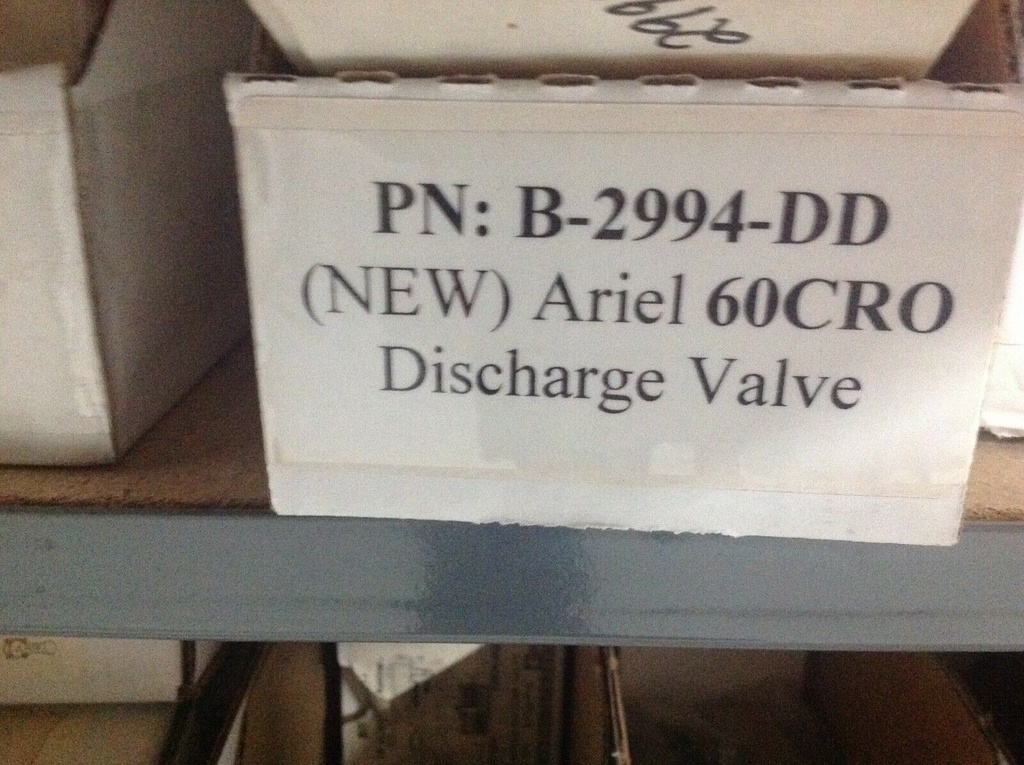 PN: B-2994-DD
(NEW) Ariel 60CRO
Discharge Valve